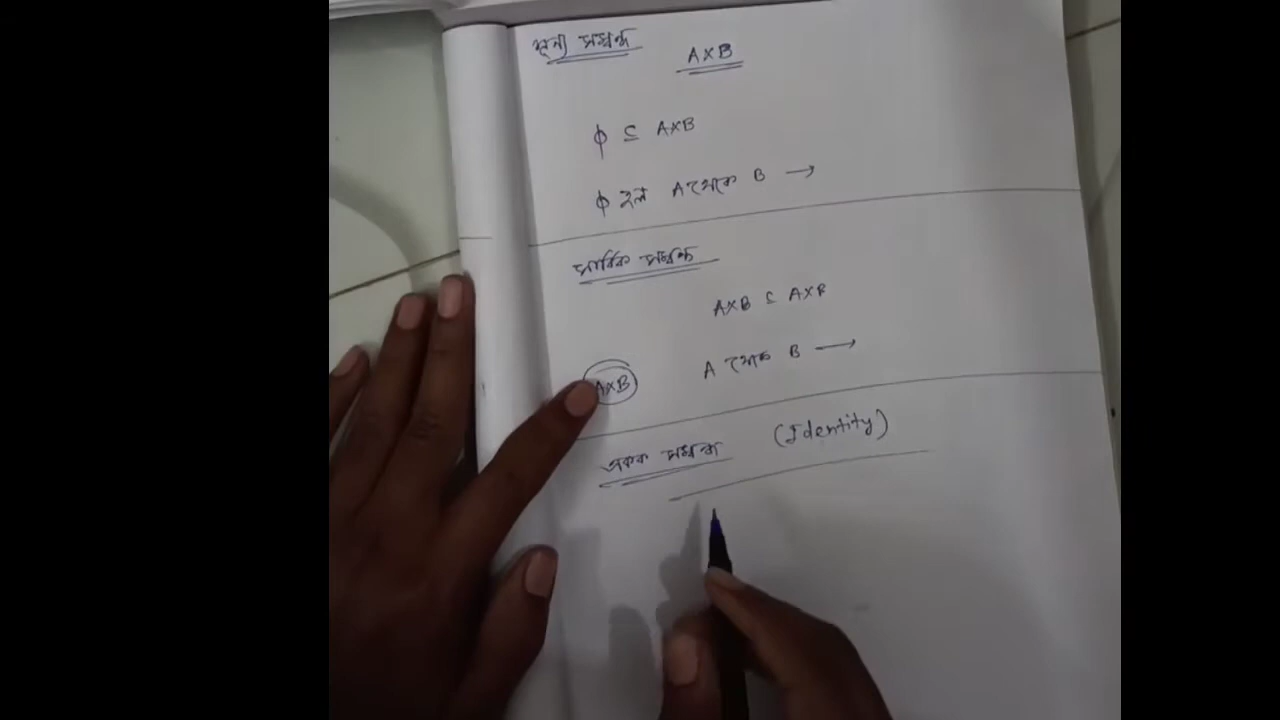 শূন্য সম্বন্ধ
A×B
ϕ ⊆ A×B
ϕ হল A থেকে B →
সার্বিক সম্বন্ধ
A×B ⊆ A×B
A×B
A থেকে B →
একক সম্বন্ধ (Identity)